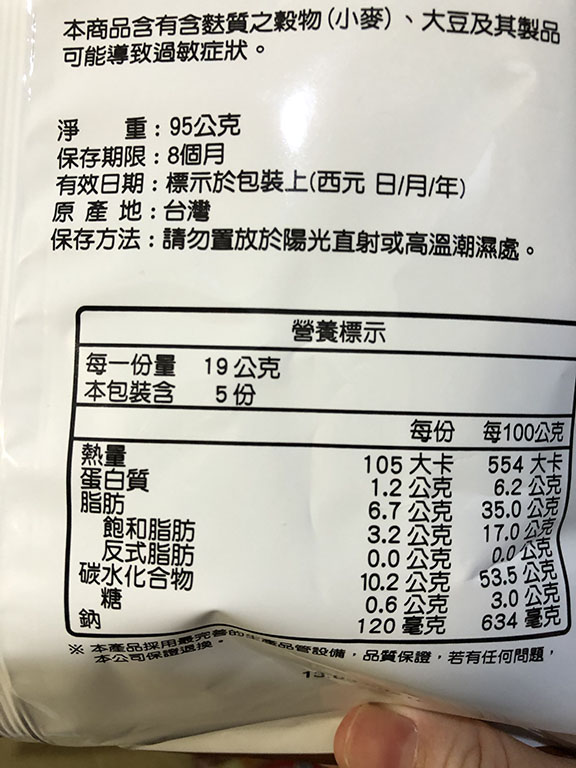 本商品含有含麩質之穀物(小麥)、大豆及其製品
可能導致過敏症狀。
淨 重:95公克
保存期限:8個月
有效日期:標示於包裝上(西元 日/月/年)
原 產 地:台灣
保存方法:請勿置放於陽光直射或高溫潮濕處。
營養標示
每一份量 19公克
本包裝含 5份
每份 每100公克
熱量 105 大卡 554 大卡
蛋白質 1.2 公克 6.2 公克
脂肪 6.7 公克 35.0 公克
飽和脂肪 3.2 公克 17.0 公克
反式脂肪 0.0 公克 0.0 公克
碳水化合物 10.2 公克 53.5 公克
糖 0.6 公克 3.0 公克
鈉 120 毫克 634 毫克
※ 本產品採用最完善的生產品管設備,品質保證,若有任何問題,
本公司保證退換。